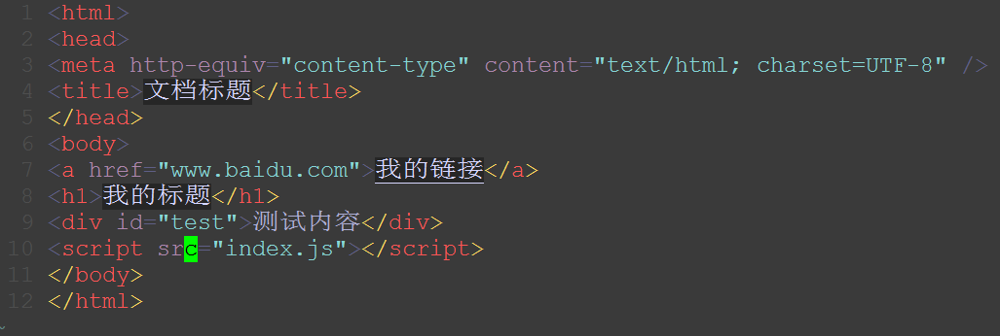 1 <html>
2 <head>
3 <meta http-equiv="content-type" content="text/html; charset=UTF-8" />
4 <title>文档标题</title>
5 </head>
6 <body>
7 <a href="www.baidu.com">我的链接</a>
8 <h1>我的标题</h1>
9 <div id="test">测试内容</div>
10 <script src="index.js"></script>
11 </body>
12 </html>